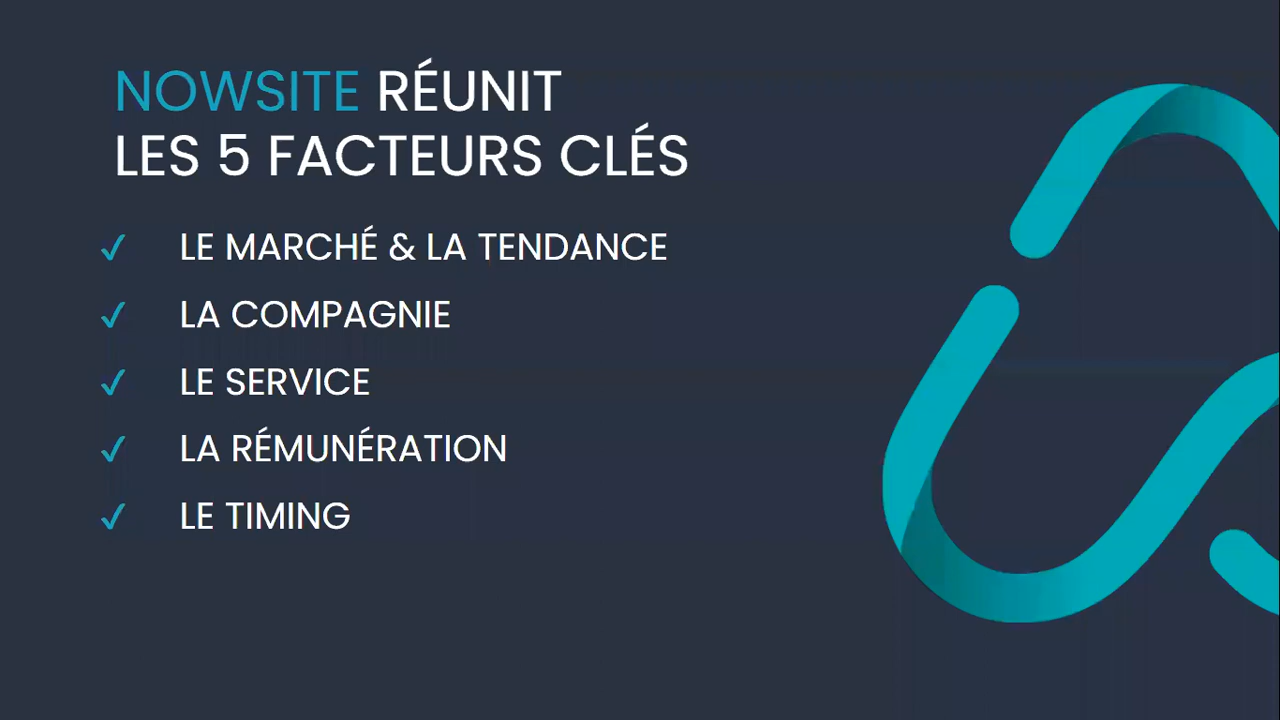 NOWSITE RÉUNIT
LES 5 FACTEURS CLÉS
✓ LE MARCHÉ & LA TENDANCE
✓ LA COMPAGNIE
✓ LE SERVICE
✓ LA RÉMUNÉRATION
✓ LE TIMING